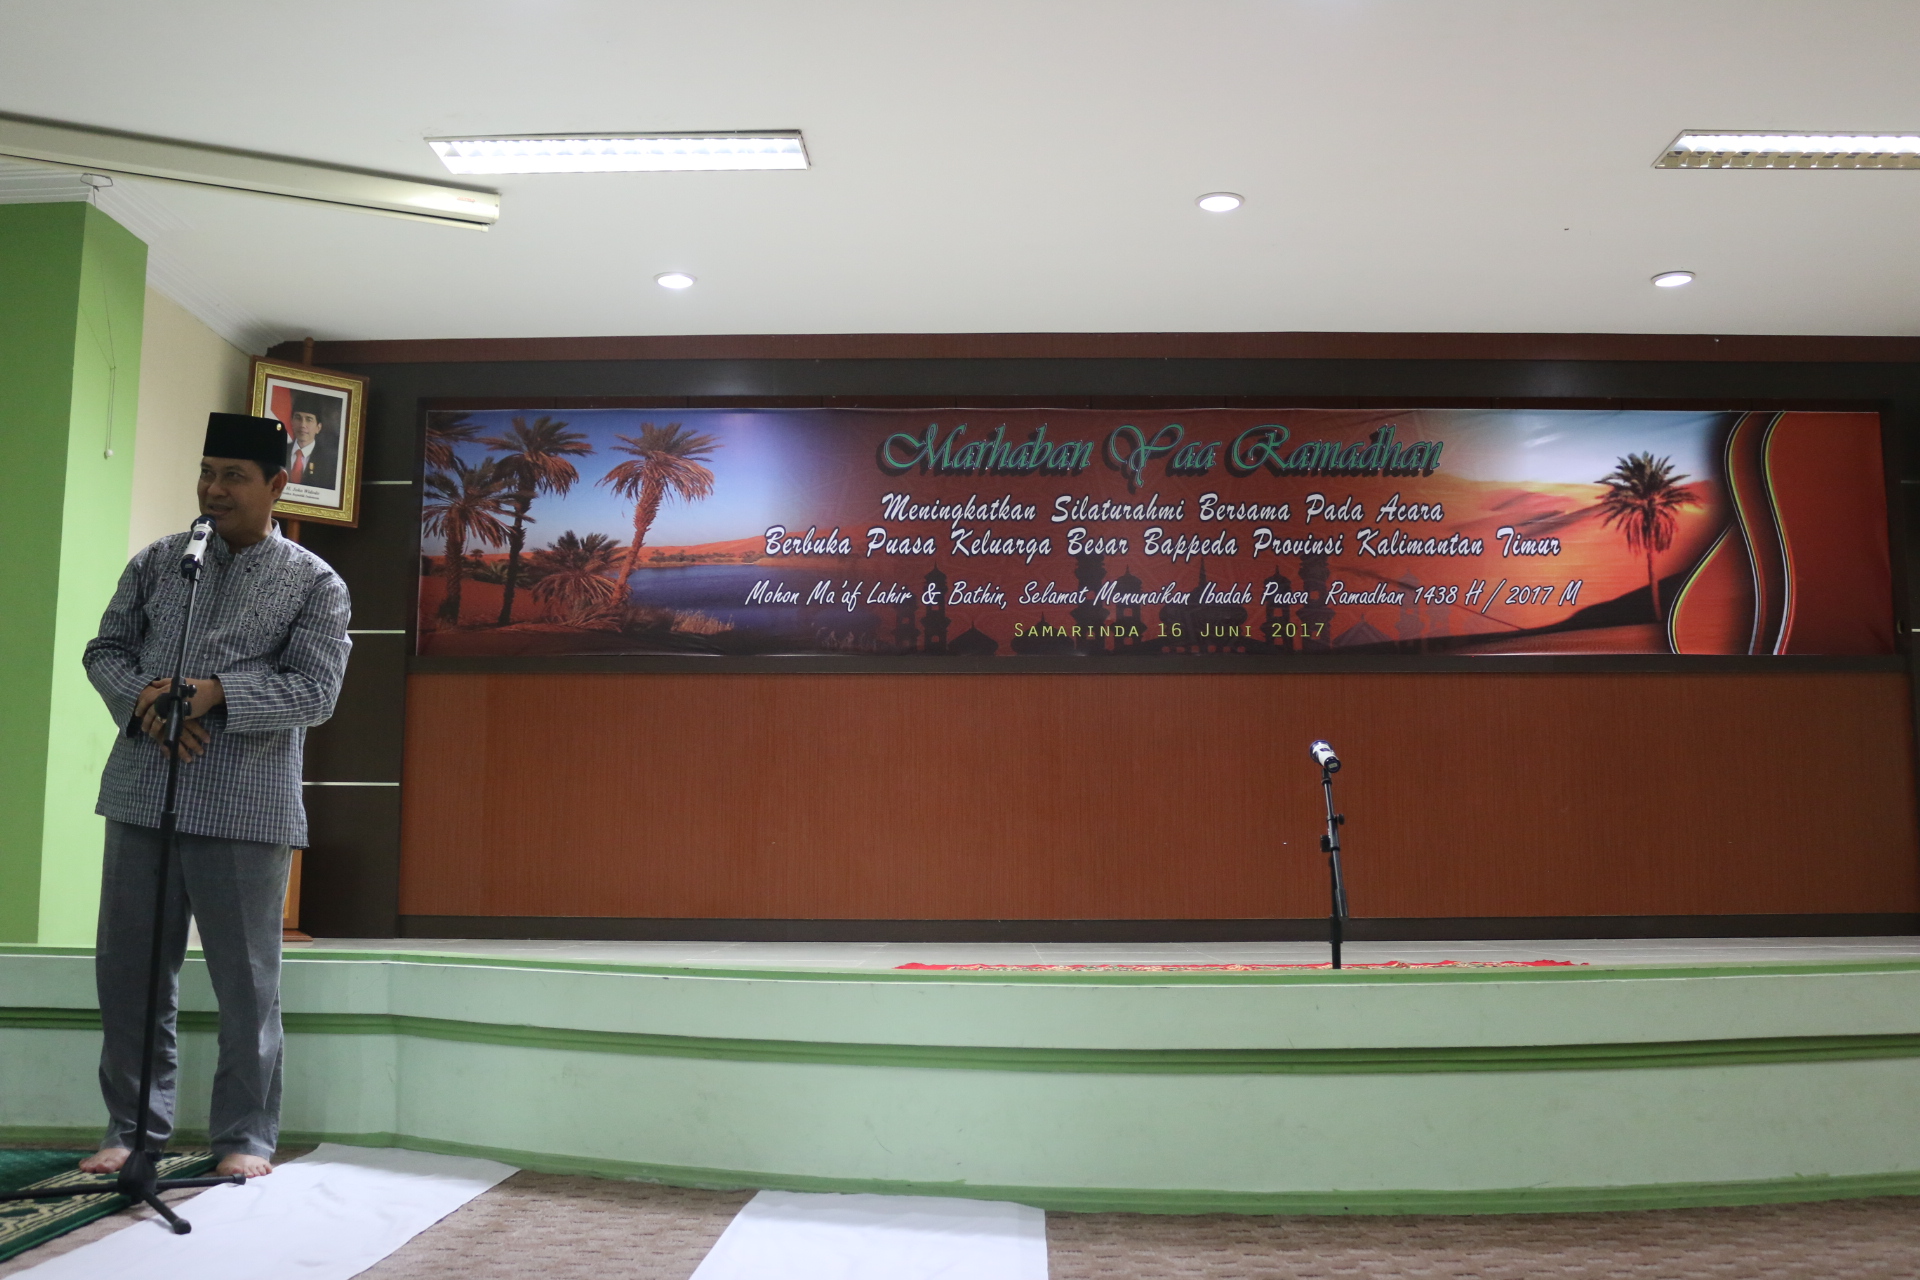 Marhaban Yaa Ramadhan
Meningkatkan Silaturahmi Bersama Pada Acara
Berbuka Puasa Keluarga Besar Bappeda Provinsi Kalimantan Timur
Mohon Ma'af Lahir & Bathin, Selamat Menunaikan Ibadah Puasa Ramadhan 1438 H / 2017 M
Samarinda 16 Juni 2017